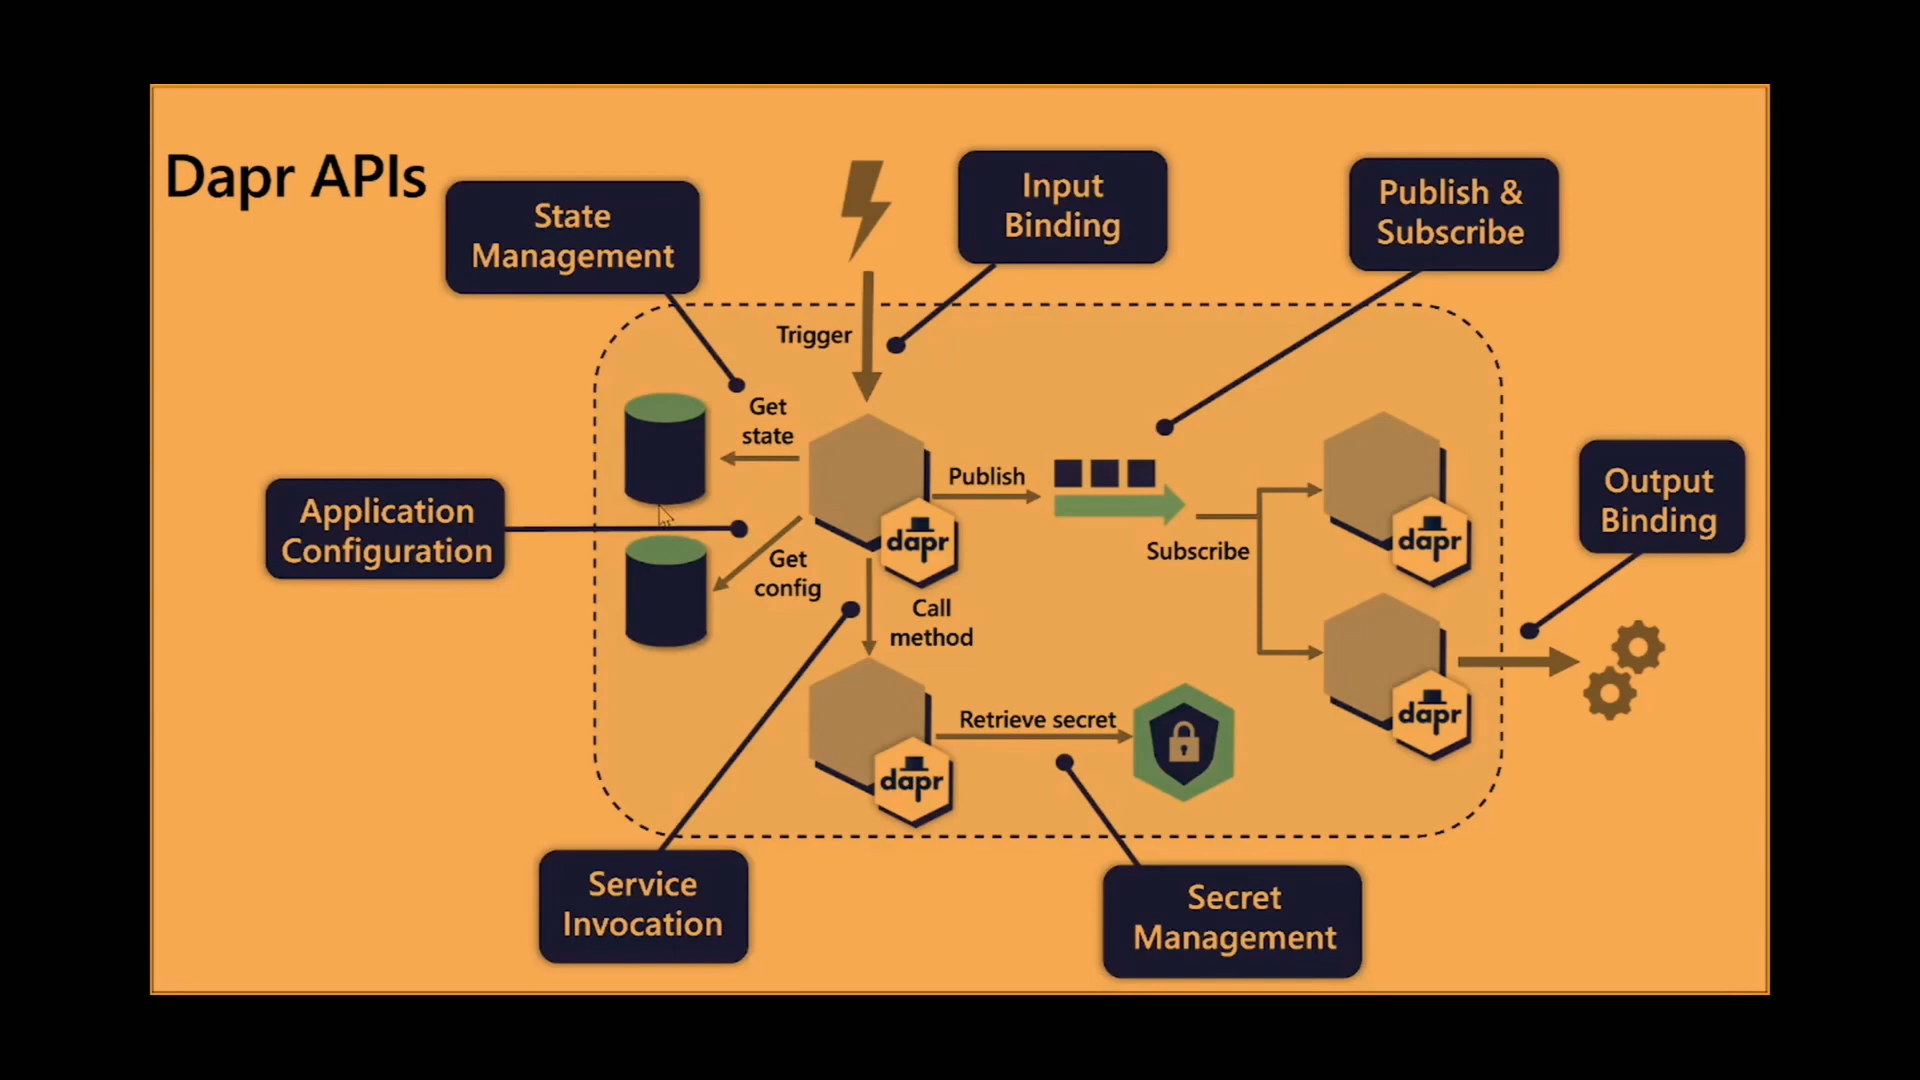 Dapr APIs
State
Management
Input
Binding
Publish &
Subscribe
Trigger
Get
state
Publish
Subscribe
Application
Configuration
Get
config
Call
method
Output
Binding
dapr
dapr
Retrieve secret
dapr
dapr
Service
Invocation
Secret
Management